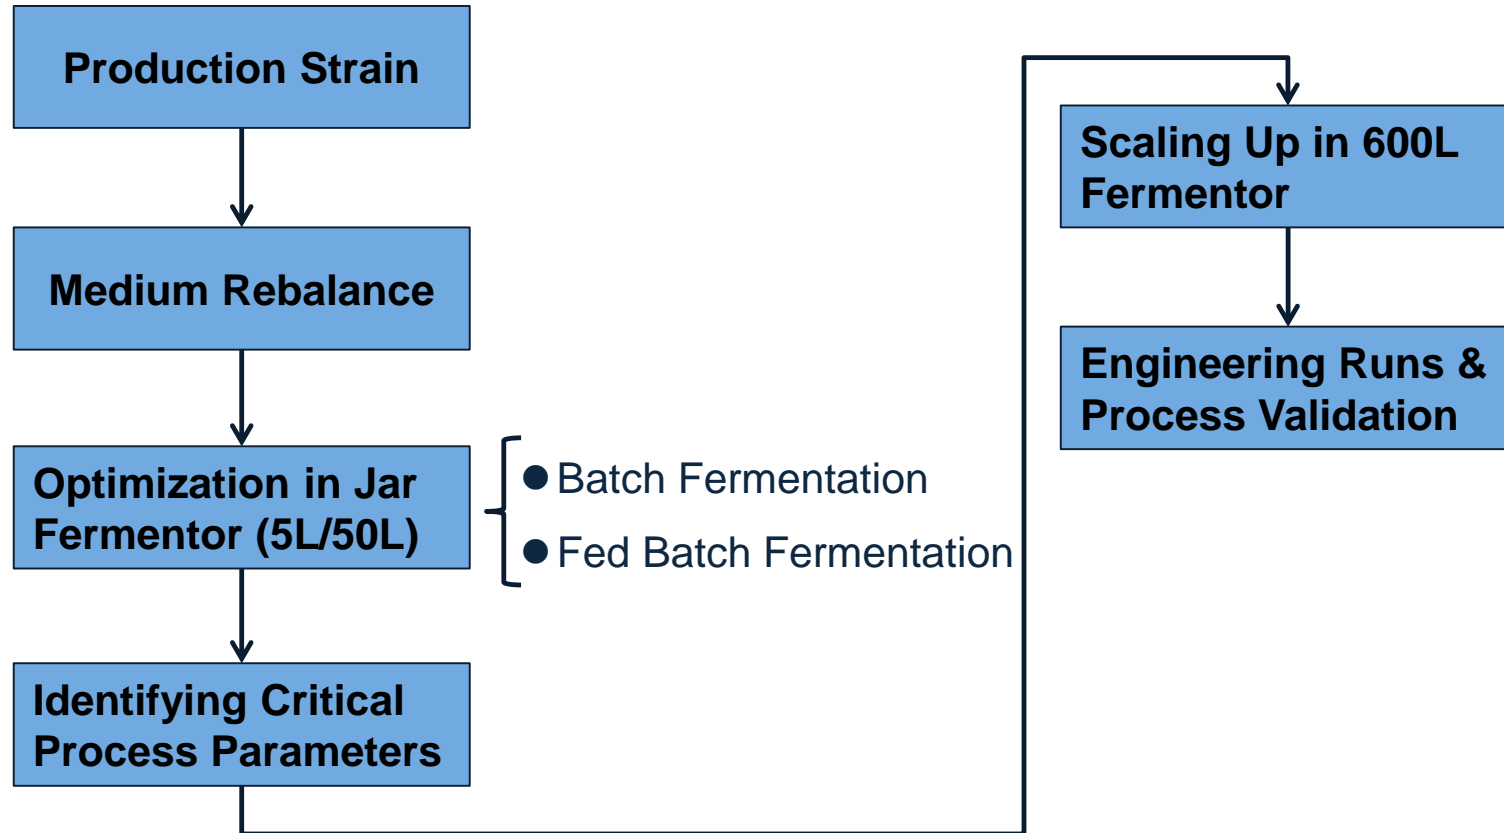 Production Strain
Medium Rebalance
Optimization in Jar
Fermentor (5L/50L)
● Batch Fermentation
● Fed Batch Fermentation
Identifying Critical
Process Parameters
Scaling Up in 600L
Fermentor
Engineering Runs &
Process Validation